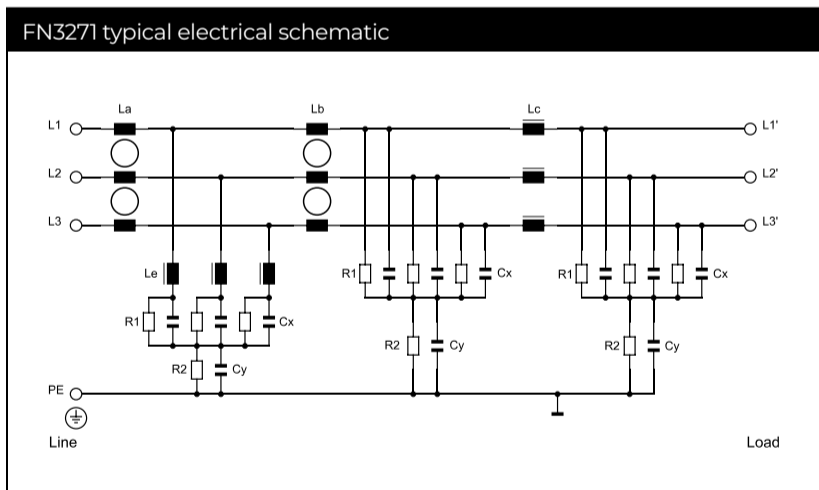 FN3271 typical electrical schematic
La Lb Lc
L1 L1'
L2 L2'
L3 L3'
Le R1 Cx R1 Cx
R1 Cx
R2 Cy R2 Cy
R2 Cy
PE
Line Load